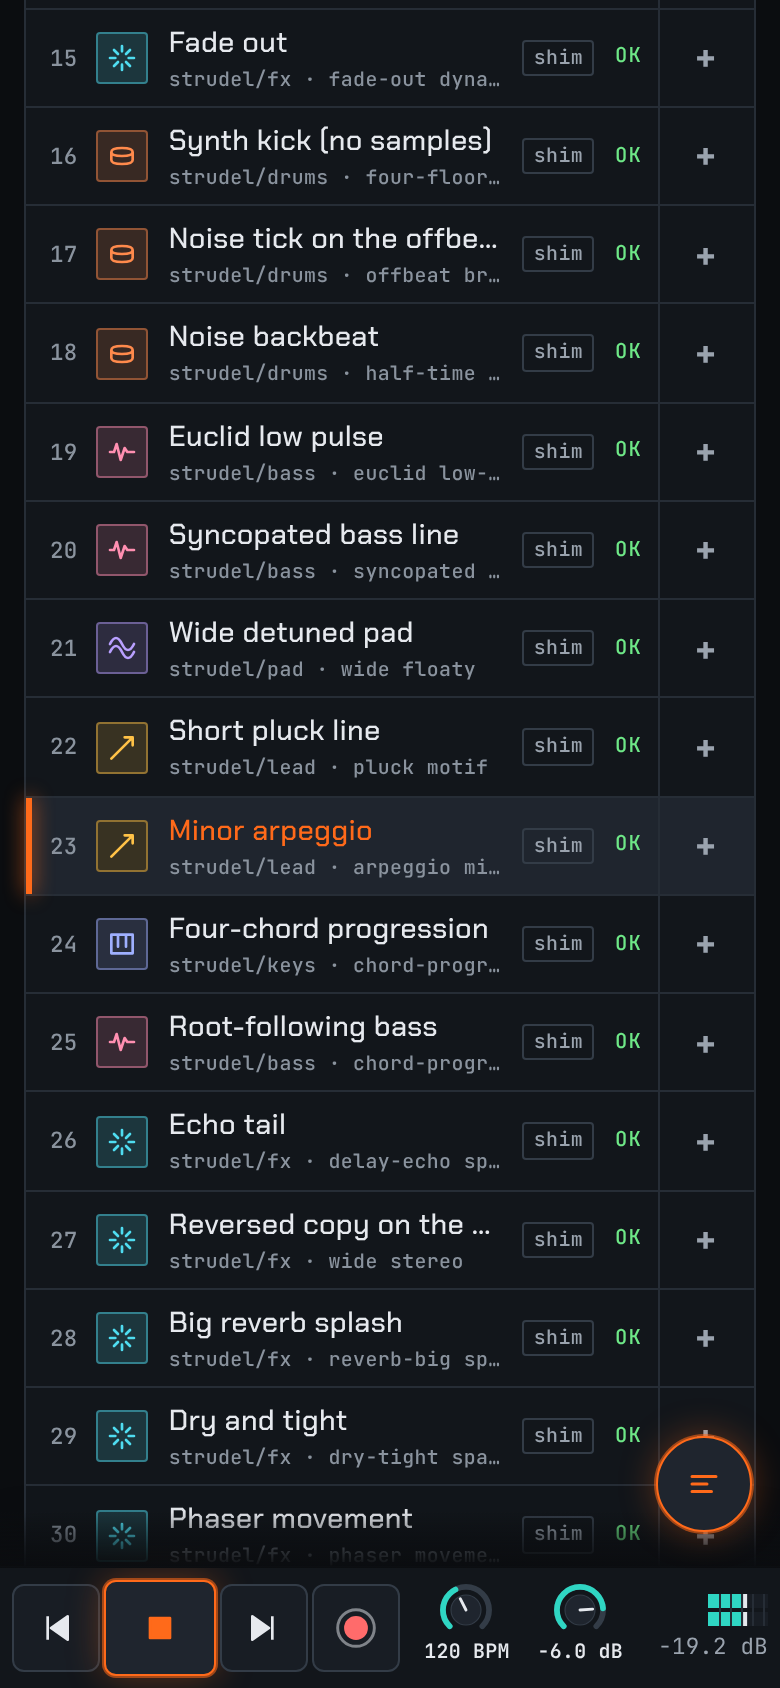 15 Fade out shim OK +
strudel/fx · fade-out dyna…
16 Synth kick (no samples) shim OK +
strudel/drums · four-floor…
17 Noise tick on the offbe… shim OK +
strudel/drums · offbeat br…
18 Noise backbeat shim OK +
strudel/drums · half-time …
19 Euclid low pulse shim OK +
strudel/bass · euclid low-…
20 Syncopated bass line shim OK +
strudel/bass · syncopated …
21 Wide detuned pad shim OK +
strudel/pad · wide floaty
22 Short pluck line shim OK +
strudel/lead · pluck motif
23 Minor arpeggio shim OK +
strudel/lead · arpeggio mi…
24 Four-chord progression shim OK +
strudel/keys · chord-progr…
25 Root-following bass shim OK +
strudel/bass · chord-progr…
26 Echo tail shim OK +
strudel/fx · delay-echo sp…
27 Reversed copy on the … shim OK +
strudel/fx · wide stereo
28 Big reverb splash shim OK +
strudel/fx · reverb-big sp…
29 Dry and tight shim OK
strudel/fx · dry-tight spa…
30 Phaser movement shim OK +
strudel/fx · phaser moveme…
120 BPM -6.0 dB -19.2 dB